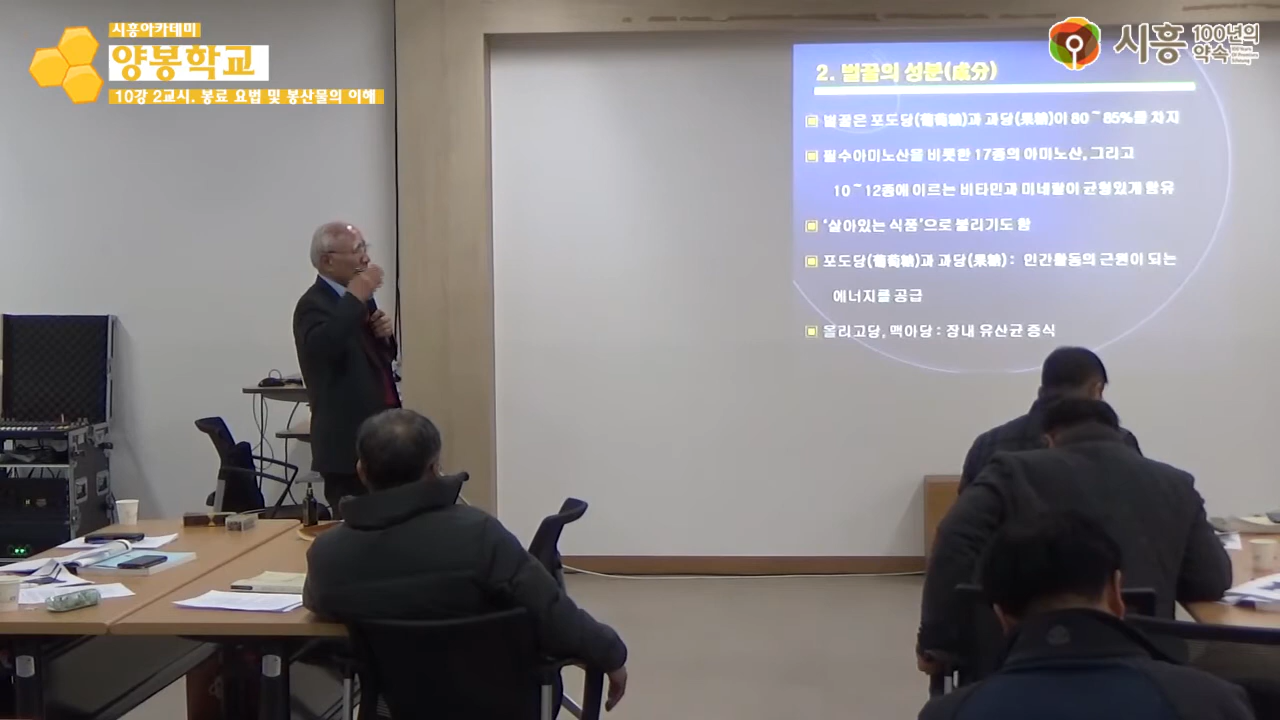 시흥아카데미
양봉학교
10강 2교시. 봉료 요법 및 봉산물의 이해
시흥 100년의 약속
2. 벌꿀의 성분(成分)
벌꿀은 포도당(葡萄糖)과 과당(果糖)이 80 ~ 85%를 차지
필수아미노산을 비롯한 17종의 아미노산, 그리고
10 ~ 12종에 이르는 비타민과 미네랄이 균형있게 함유
'살아있는 식품'으로 불리기도 함
포도당(葡萄糖)과 과당(果糖) : 인간활동의 근원이 되는
에너지를 공급
올리고당, 맥아당 : 장내 유산균 증식